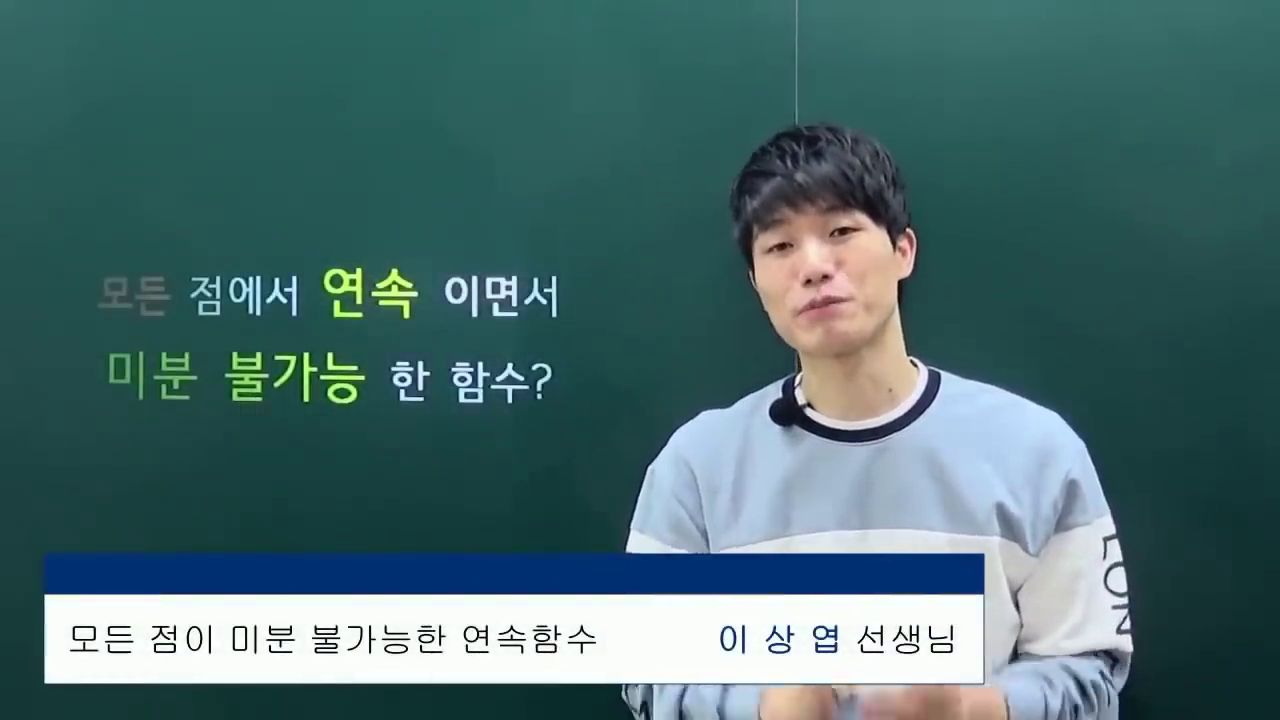 모든 점에서 연속 이면서
미분 불가능 한 함수?
모든 점이 미분 불가능한 연속함수
이 상 엽 선생님
LON